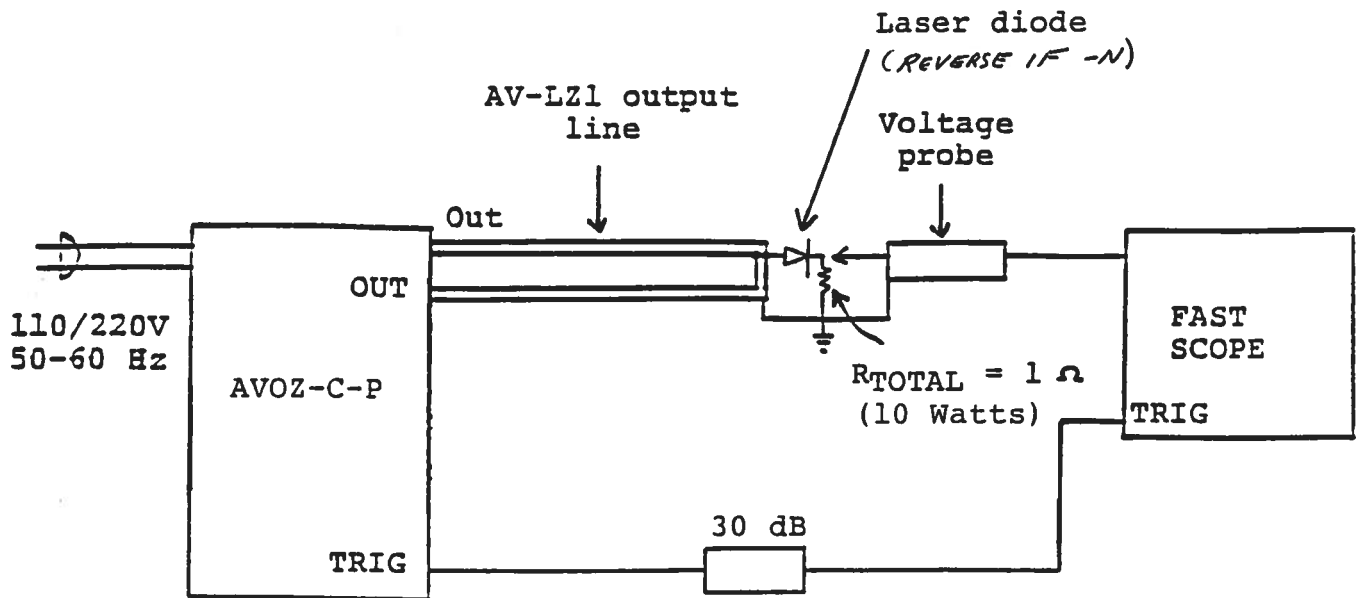 Laser diode
(REVERSE IF -N)
AV-LZ1 output
line
Voltage
probe
Out
OUT
110/220V
50-60 Hz
AVOZ-C-P
FAST
SCOPE
RTOTAL = 1 Ω
(10 Watts)
TRIG
30 dB
TRIG